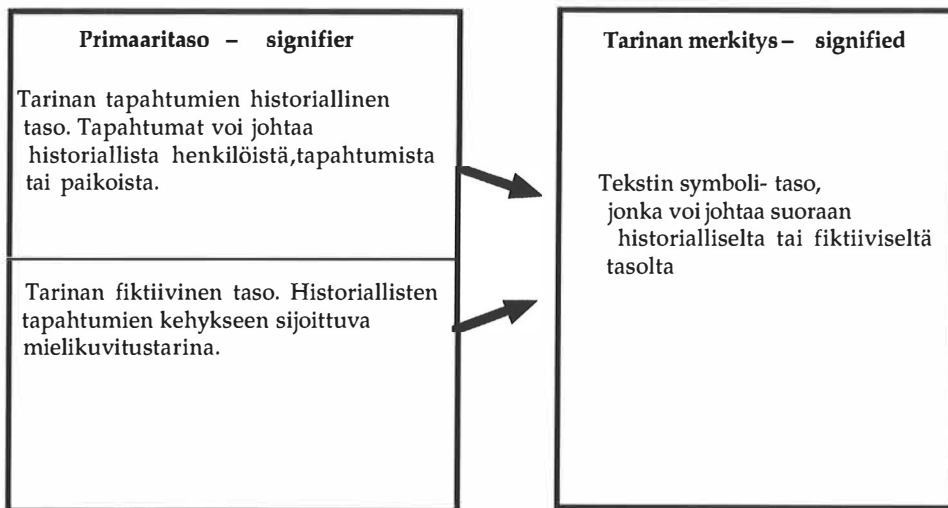 Primaaritaso – signifier
Tarinan tapahtumien historiallinen
taso. Tapahtumat voi johtaa
historiallista henkilöistä,tapahtumista
tai paikoista.
Tarinan fiktiivinen taso. Historiallisten
tapahtumien kehykseen sijoittuva
mielikuvitustarina.
Tarinan merkitys – signified
Tekstin symboli- taso,
jonka voi johtaa suoraan
historialliselta tai fiktiiviseltä
tasolta